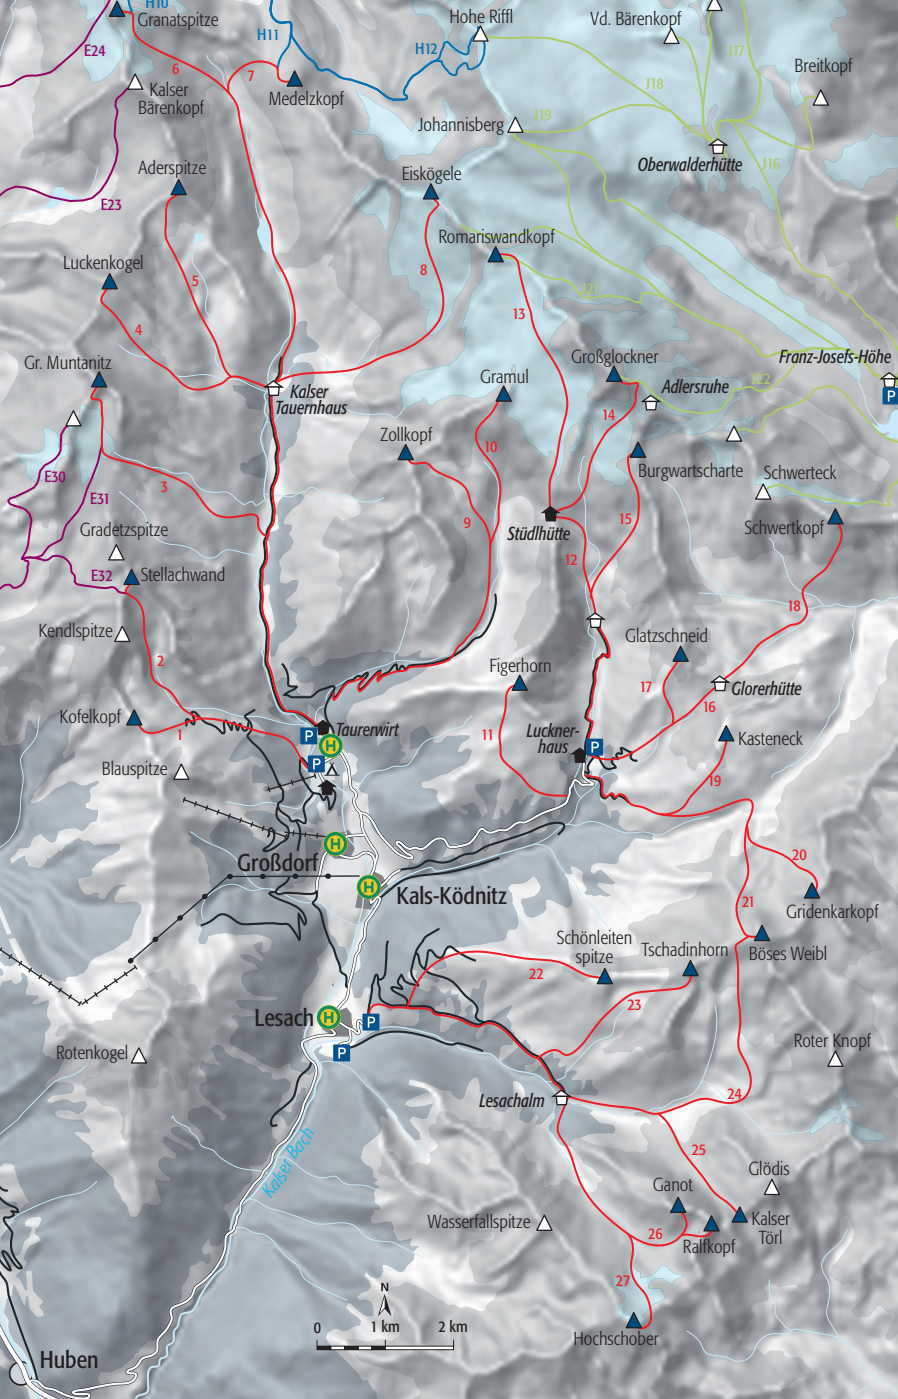 H10
Granatspitze
E24
H11
H12
Hohe Riffl
Vd. Bärenkopf
J17
6
7
Kalser
Bärenkopf
Medelzkopf
J18
Breitkopf
J19
Johannisberg
Oberwalderhütte
J16
Aderspitze
Eiskögele
E23
Romariswandkopf
Luckenkogel
8
5
J21
4
13
Gr. Muntanitz
Großglockner
Franz-Josefs-Höhe
Gramul
Adlersruhe
J22
P
Kalser
Tauernhaus
14
Zollkopf
10
Burgwartscharte
Schwerteck
E30
3
E31
9
15
Stüdlhütte
Schwertkopf
Gradetzspitze
12
Stellachwand
E32
18
Kendlspitze
Glatzschneid
2
Figerhorn
17
Glorerhütte
Kofelkopf
16
1
P
Taurerwirt
11
Luckner-
haus
P
Kasteneck
H
P
Blauspitze
19
H
Großdorf
20
H
Kals-Ködnitz
21
Gridenkarkopf
Schönleiten
spitze
Tschadinhorn
Böses Weibl
22
23
Lesach
H
P
P
Rotenkogel
Roter Knopf
Lesachalm
24
Kalser Bach
25
Glödis
Ganot
Wasserfallspitze
Kalser
Törl
26
Ralfkopf
27
N
0
1 km
2 km
Hochschober
Huben